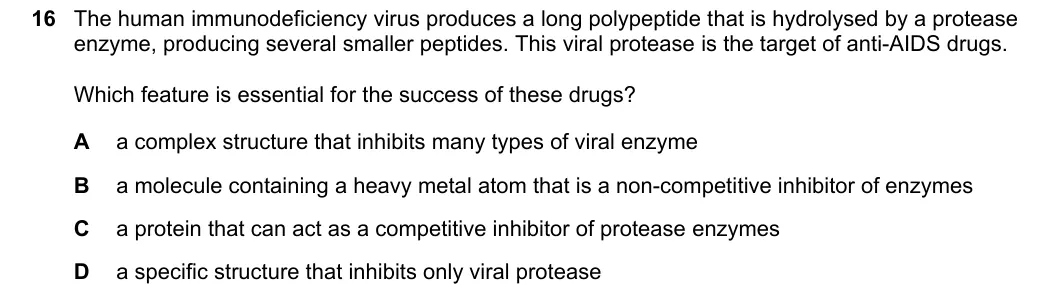 16 The human immunodeficiency virus produces a long polypeptide that is hydrolysed by a protease
enzyme, producing several smaller peptides. This viral protease is the target of anti-AIDS drugs.
Which feature is essential for the success of these drugs?
A a complex structure that inhibits many types of viral enzyme
B a molecule containing a heavy metal atom that is a non-competitive inhibitor of enzymes
C a protein that can act as a competitive inhibitor of protease enzymes
D a specific structure that inhibits only viral protease